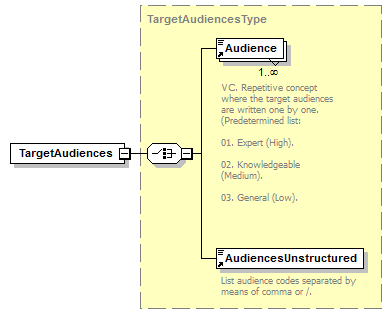 TargetAudiencesType
Audience
1..∞
VC. Repetitive concept
where the target audiences
are written one by one.
(Predetermined list:
01. Expert (High).
02. Knowledgeable
(Medium).
03. General (Low).
TargetAudiences
AudiencesUnstructured
List audience codes separated by
means of comma or /.